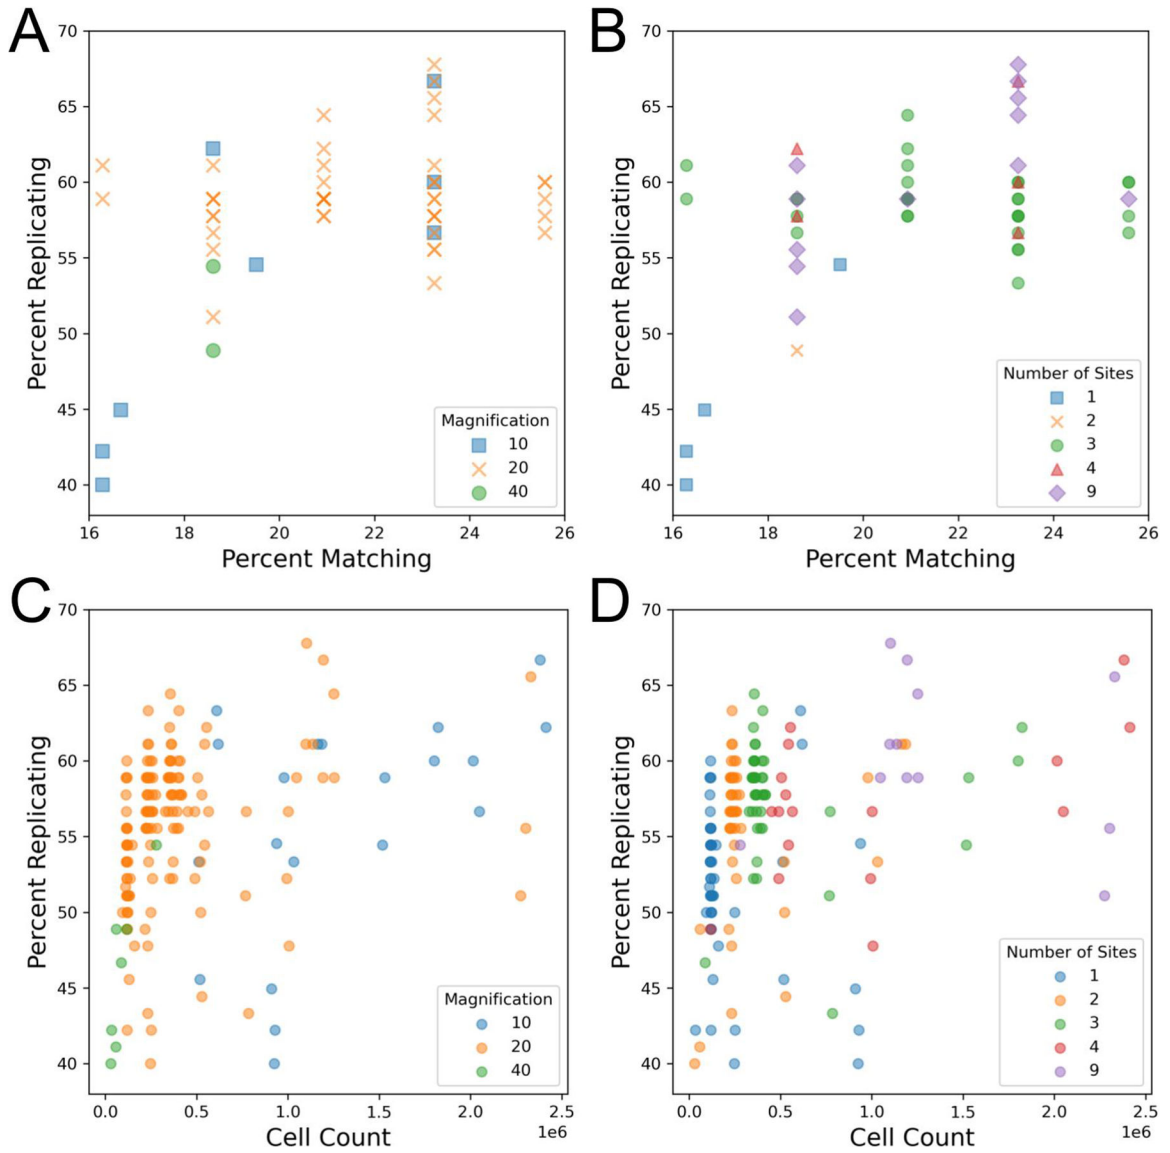 A
70
65
60
55
50
45
40
Percent Replicating
16 18 20 22 24 26
Percent Matching
Magnification
10
20
40
B
70
65
60
55
50
45
40
Percent Replicating
16 18 20 22 24 26
Percent Matching
Number of Sites
1
2
3
4
9
C
70
65
60
55
50
45
40
Percent Replicating
0.0 0.5 1.0 1.5 2.0 2.5
1e6
Cell Count
Magnification
10
20
40
D
70
65
60
55
50
45
40
Percent Replicating
0.0 0.5 1.0 1.5 2.0 2.5
1e6
Cell Count
Number of Sites
1
2
3
4
9